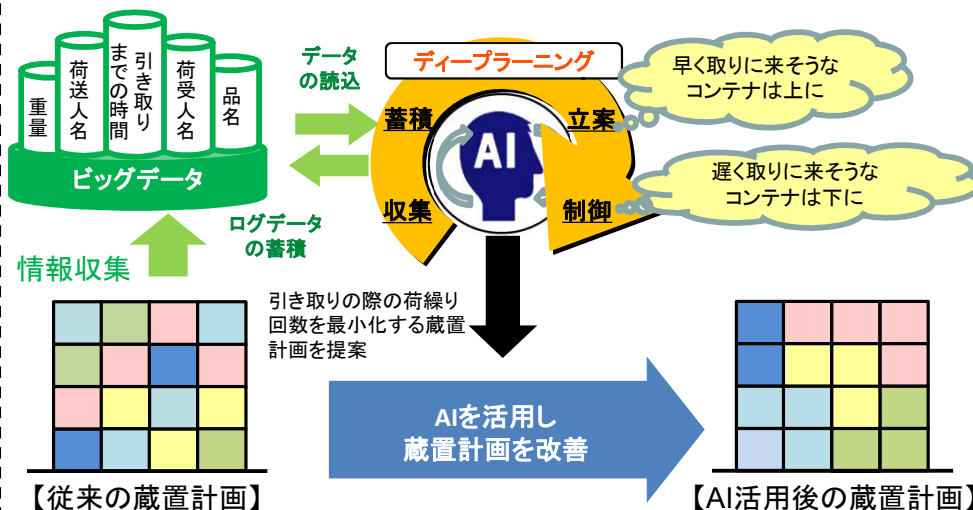 重量
荷送人名
引き取り
までの時間
荷受人名
品名
ビッグデータ
データ
の読込
ログデータ
の蓄積
情報収集
ディープラーニング
蓄積
立案
収集
制御
AI
早く取りに来そうな
コンテナは上に
遅く取りに来そうな
コンテナは下に
引き取りの際の荷繰り
回数を最小化する蔵置
計画を提案
AIを活用し
蔵置計画を改善
【従来の蔵置計画】
【AI活用後の蔵置計画】